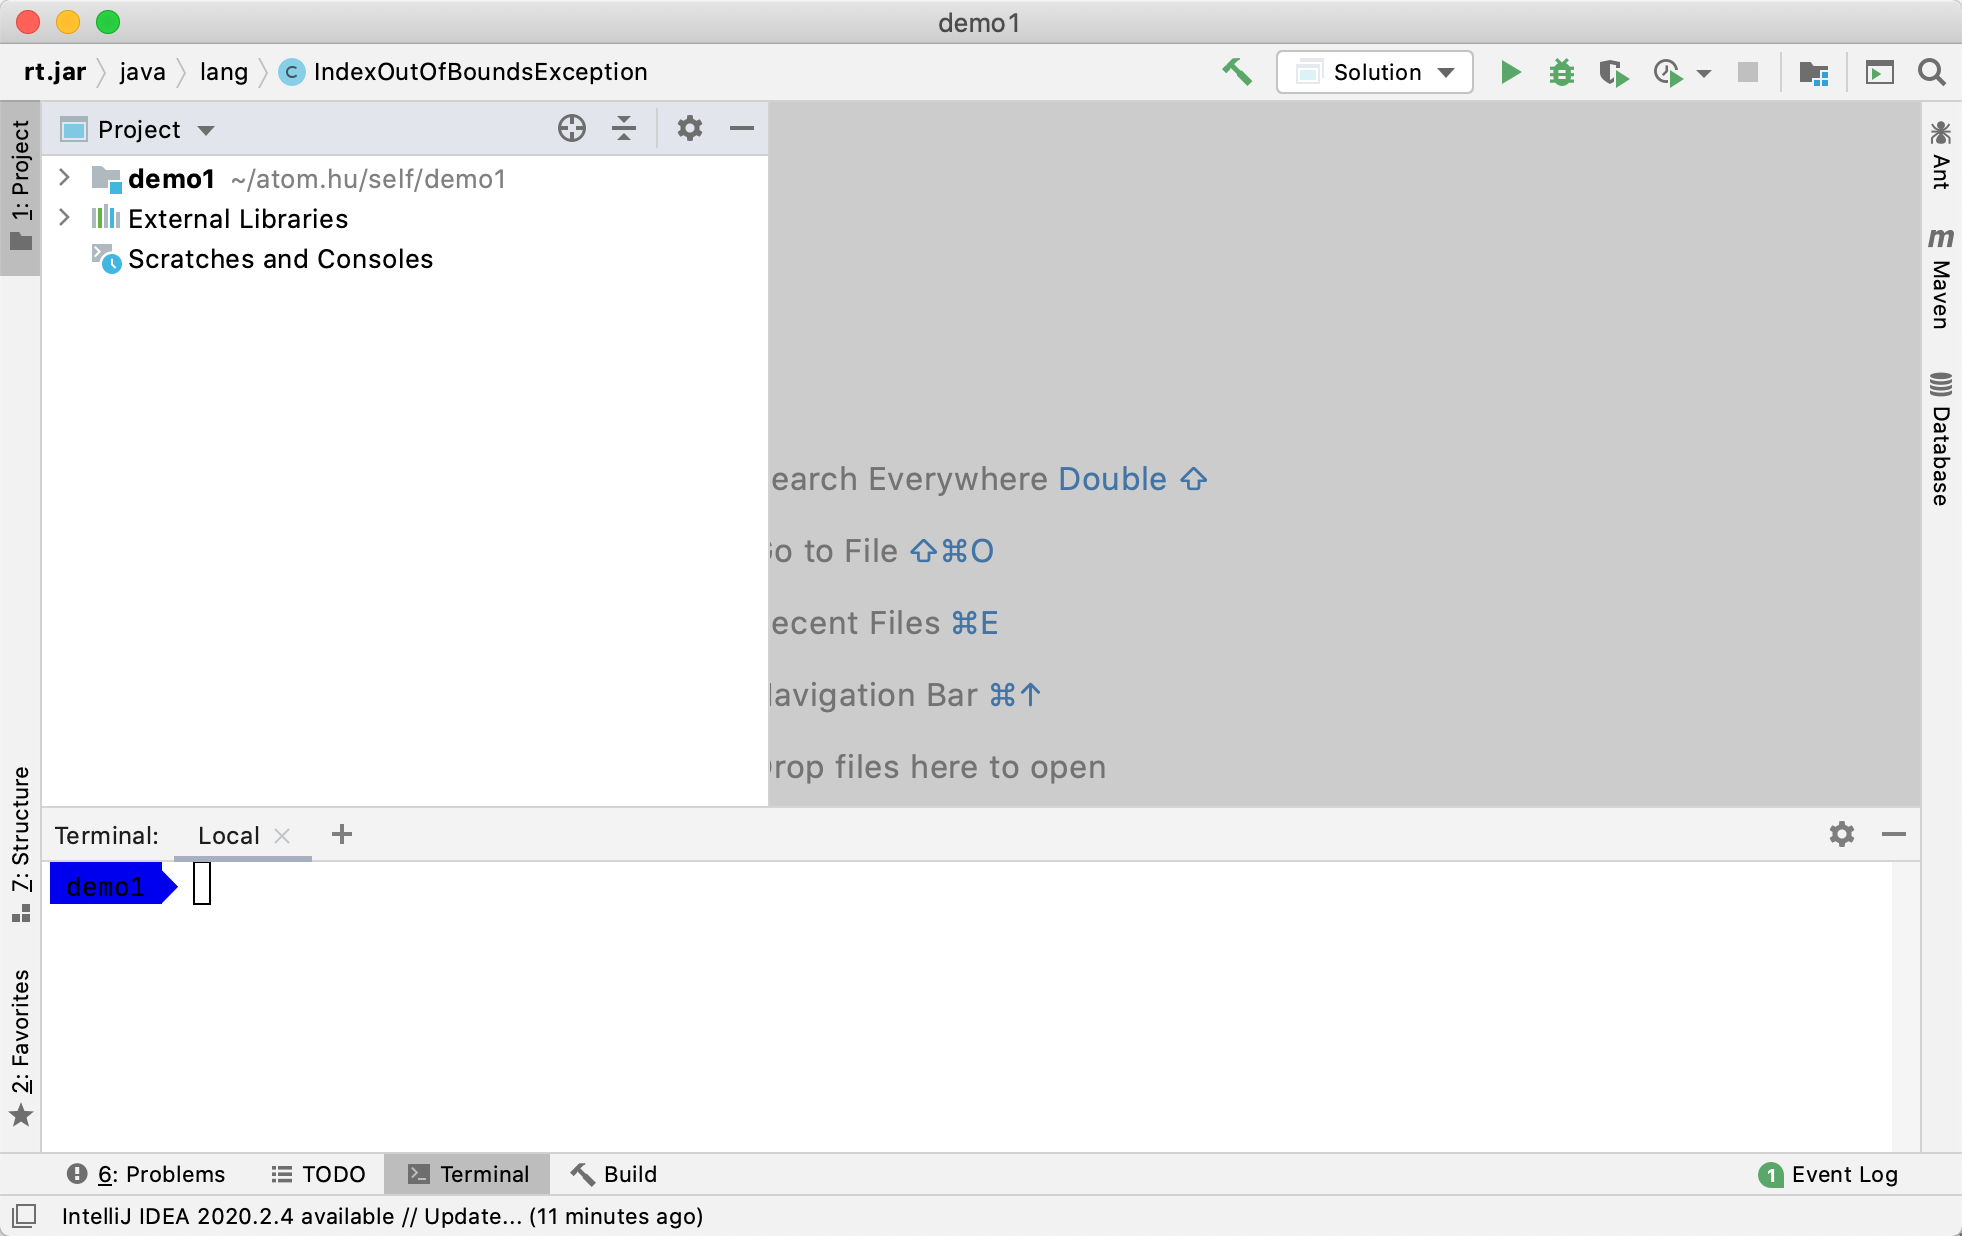 demo1
rt.jar java lang C IndexOutOfBoundsException Solution
1: Project
Project
demo1 ~/atom.hu/self/demo1
External Libraries
Scratches and Consoles
earch Everywhere Double ⇧
o to File ⇧⌘O
ecent Files ⌘E
avigation Bar ⌘↑
rop files here to open
Ant
m Maven
Database
7: Structure
2: Favorites
Terminal: Local +
demo1
6: Problems TODO Terminal Build 1 Event Log
IntelliJ IDEA 2020.2.4 available // Update... (11 minutes ago)